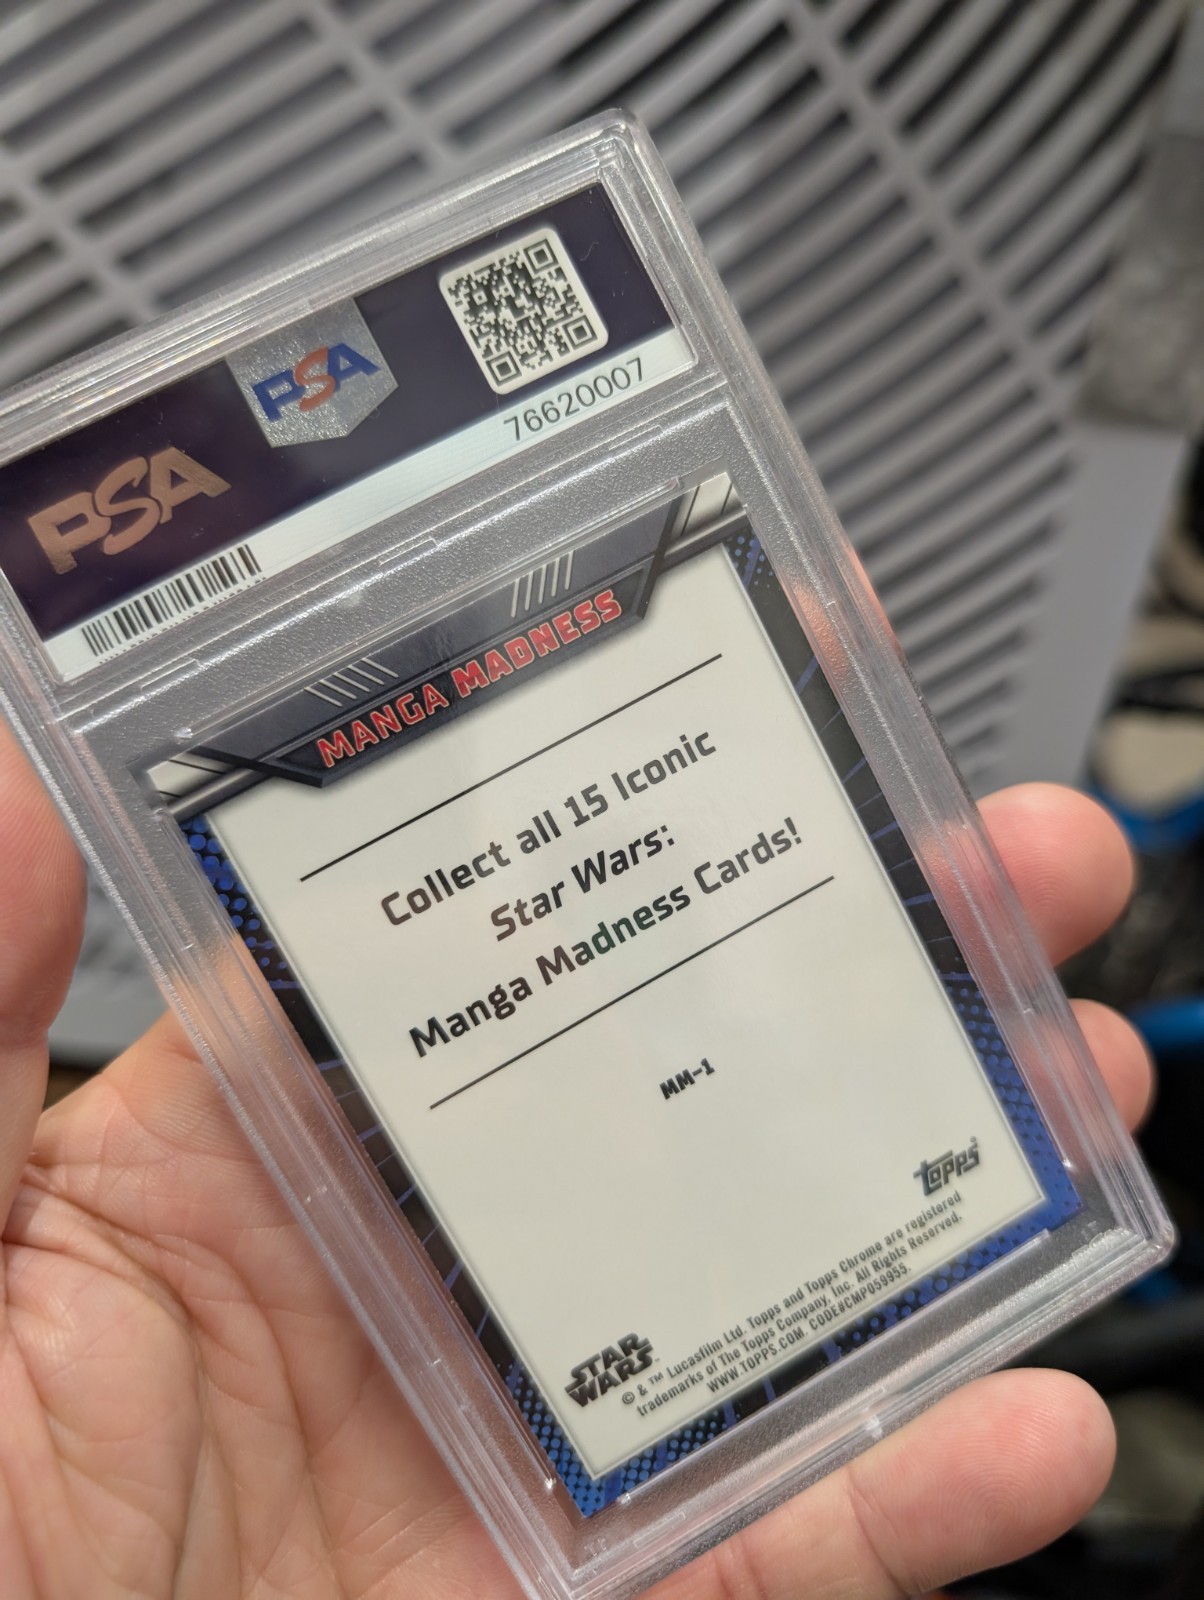 PSA
PSA
76620007
MANGA MADNESS
Collect all 15 Iconic
Star Wars:
Manga Madness Cards!
MM-1
topps
STAR
WARS
© & ™ Lucasfilm Ltd. Topps and Topps Chrome are registered
trademarks of The Topps Company, Inc. All Rights Reserved.
WWW.TOPPS.COM. CODE#CMP059955.